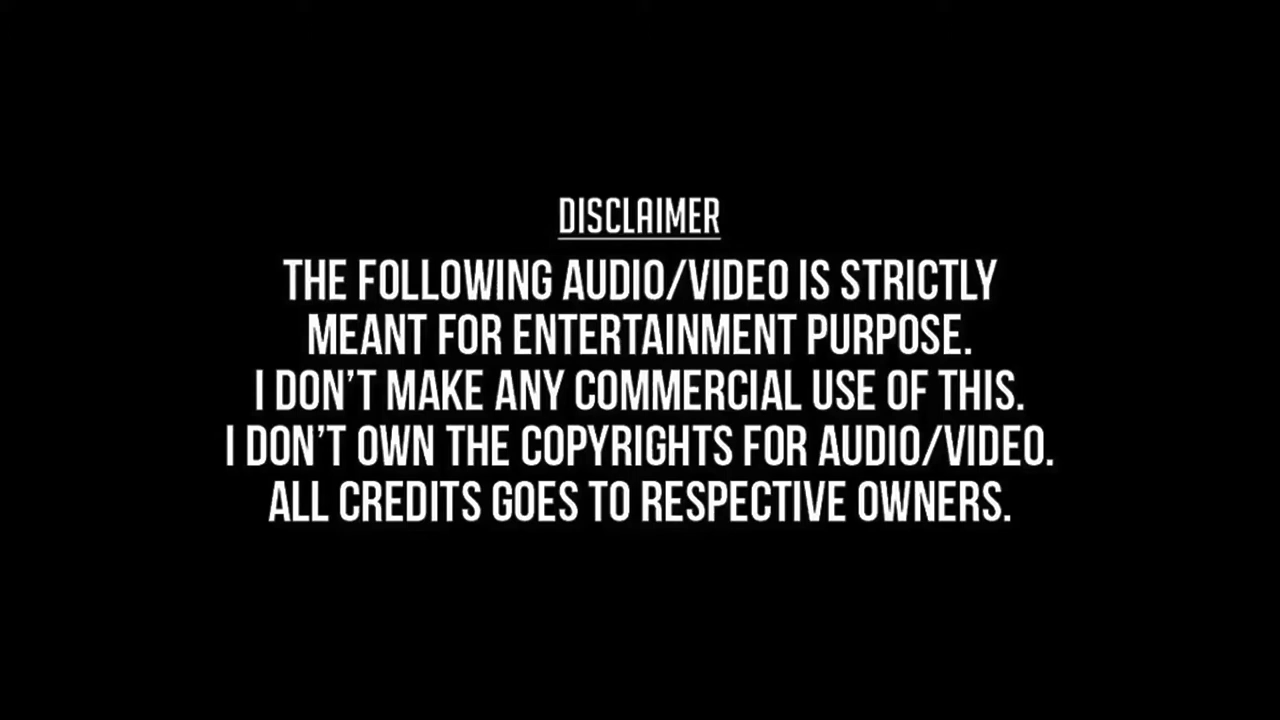 DISCLAIMER
THE FOLLOWING AUDIO/VIDEO IS STRICTLY
MEANT FOR ENTERTAINMENT PURPOSE.
I DON’T MAKE ANY COMMERCIAL USE OF THIS.
I DON’T OWN THE COPYRIGHTS FOR AUDIO/VIDEO.
ALL CREDITS GOES TO RESPECTIVE OWNERS.